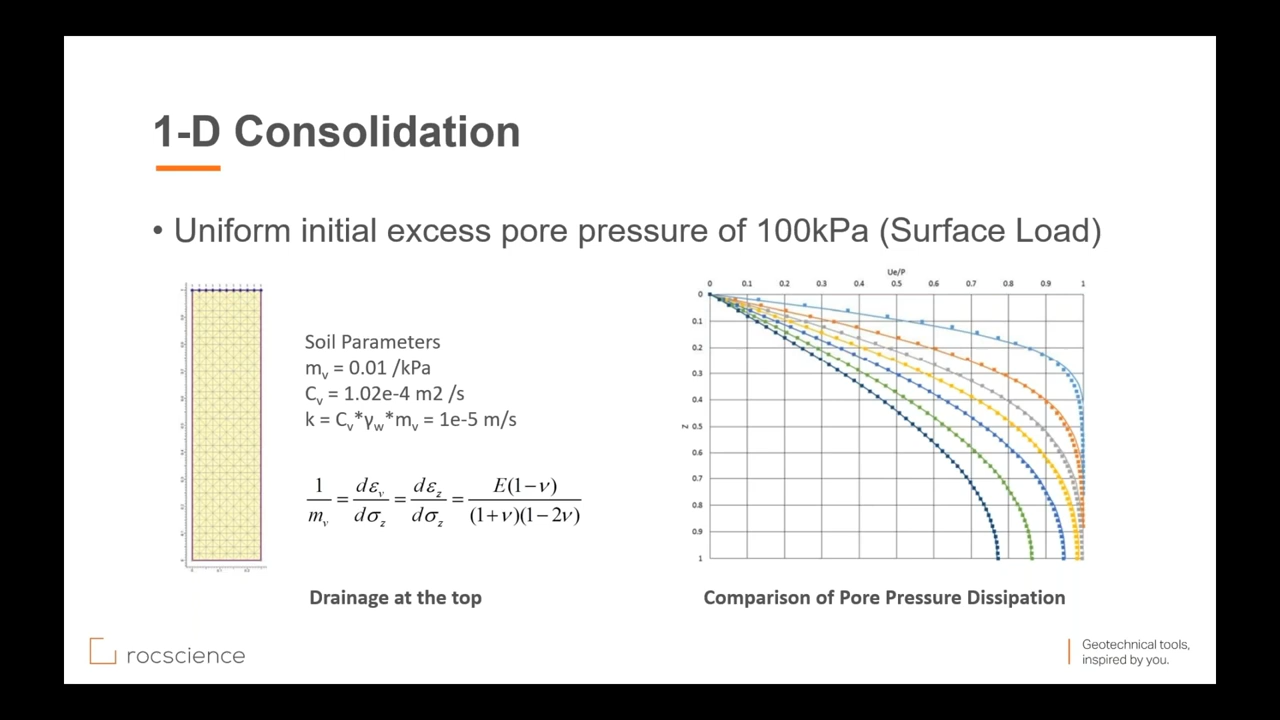 1-D Consolidation
• Uniform initial excess pore pressure of 100kPa (Surface Load)
Soil Parameters
mᵥ = 0.01 /kPa
Cᵥ = 1.02e-4 m2 /s
k = Cᵥ*γ_w*mᵥ = 1e-5 m/s
1/mᵥ = dεᵥ/dσ_z = dε_z/dσ_z = E(1−ν)/((1+ν)(1−2ν))
Drainage at the top
Ue/P
0 0.1 0.2 0.3 0.4 0.5 0.6 0.7 0.8 0.9 1
0
0.1
0.2
0.3
0.4
Z
0.5
0.6
0.7
0.8
0.9
1
Comparison of Pore Pressure Dissipation
rocscience
Geotechnical tools,
inspired by you.